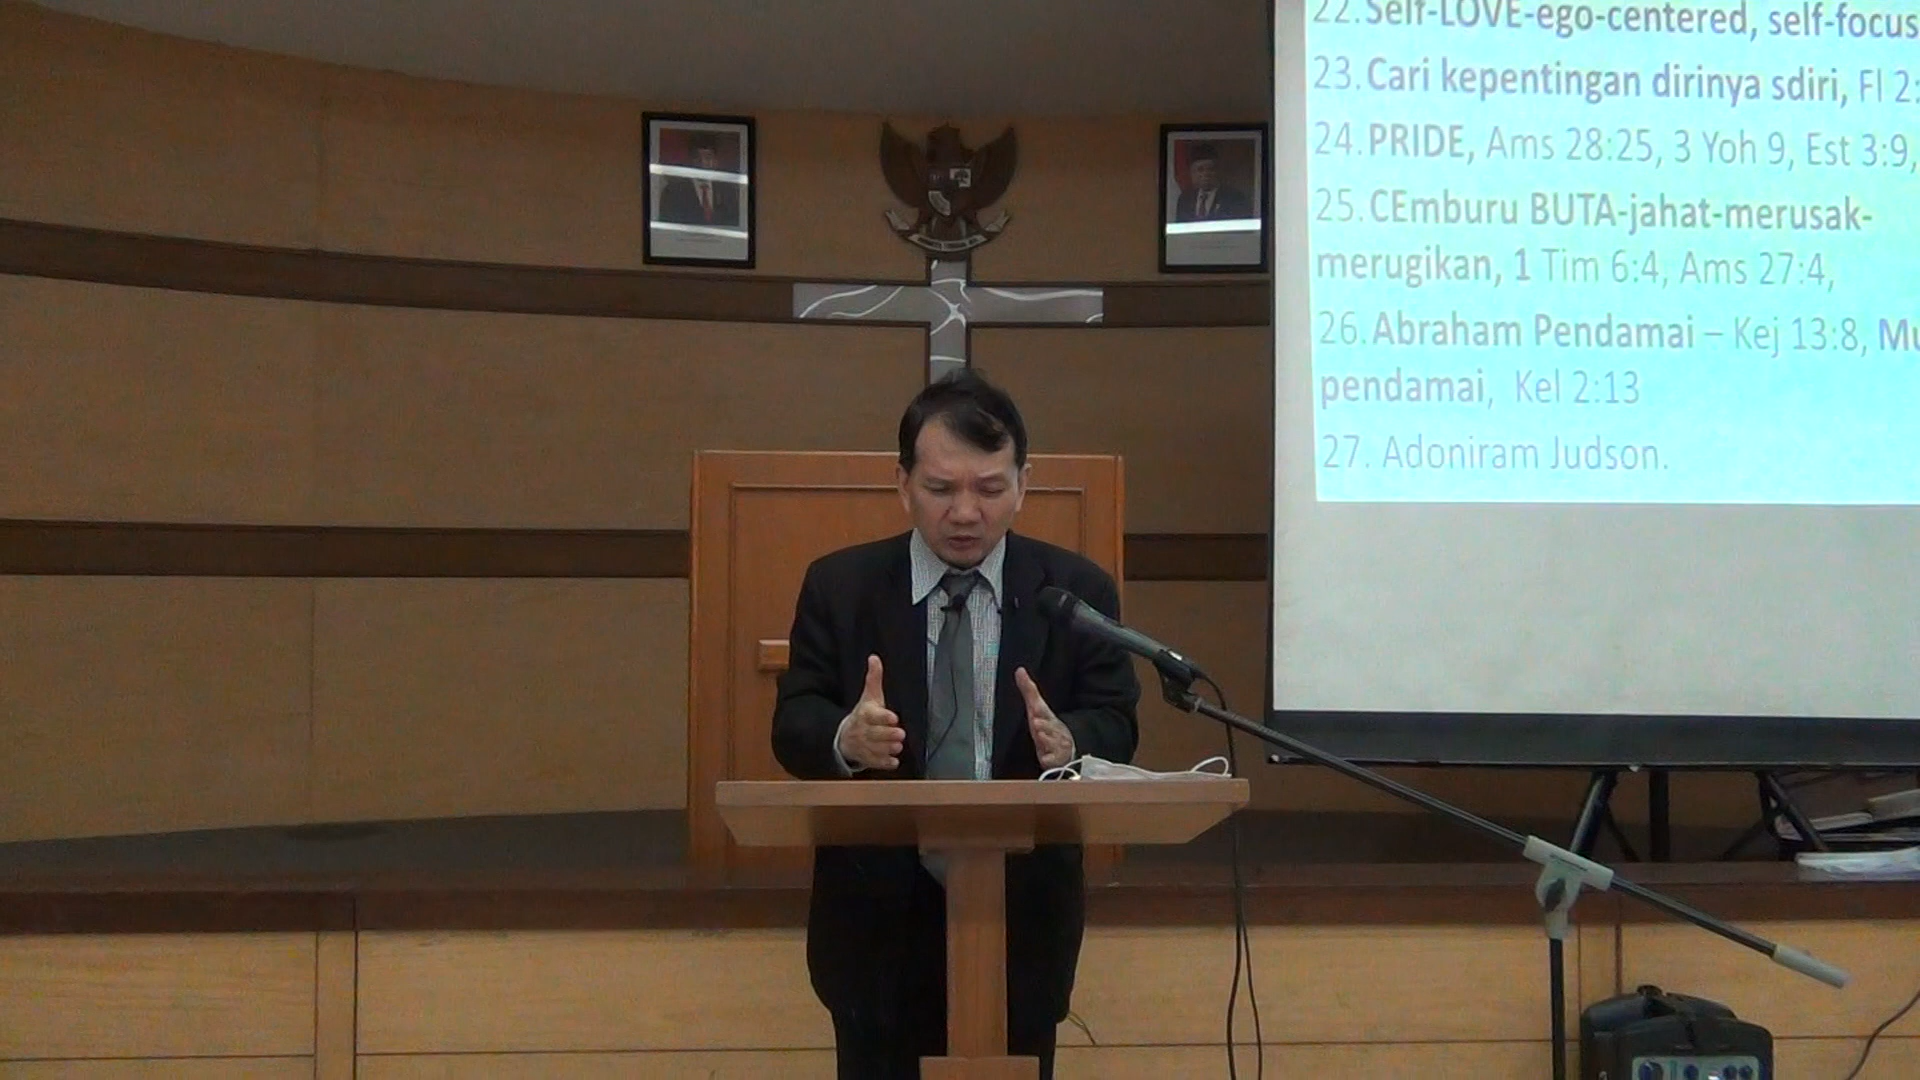 22. Self-LOVE-ego-centered, self-focus
23. Cari kepentingan dirinya sdiri, Fl 2:
24. PRIDE, Ams 28:25, 3 Yoh 9, Est 3:9,
25. CEmburu BUTA-jahat-merusak-
merugikan, 1 Tim 6:4, Ams 27:4,
26. Abraham Pendamai – Kej 13:8, Mu
pendamai, Kel 2:13
27. Adoniram Judson.